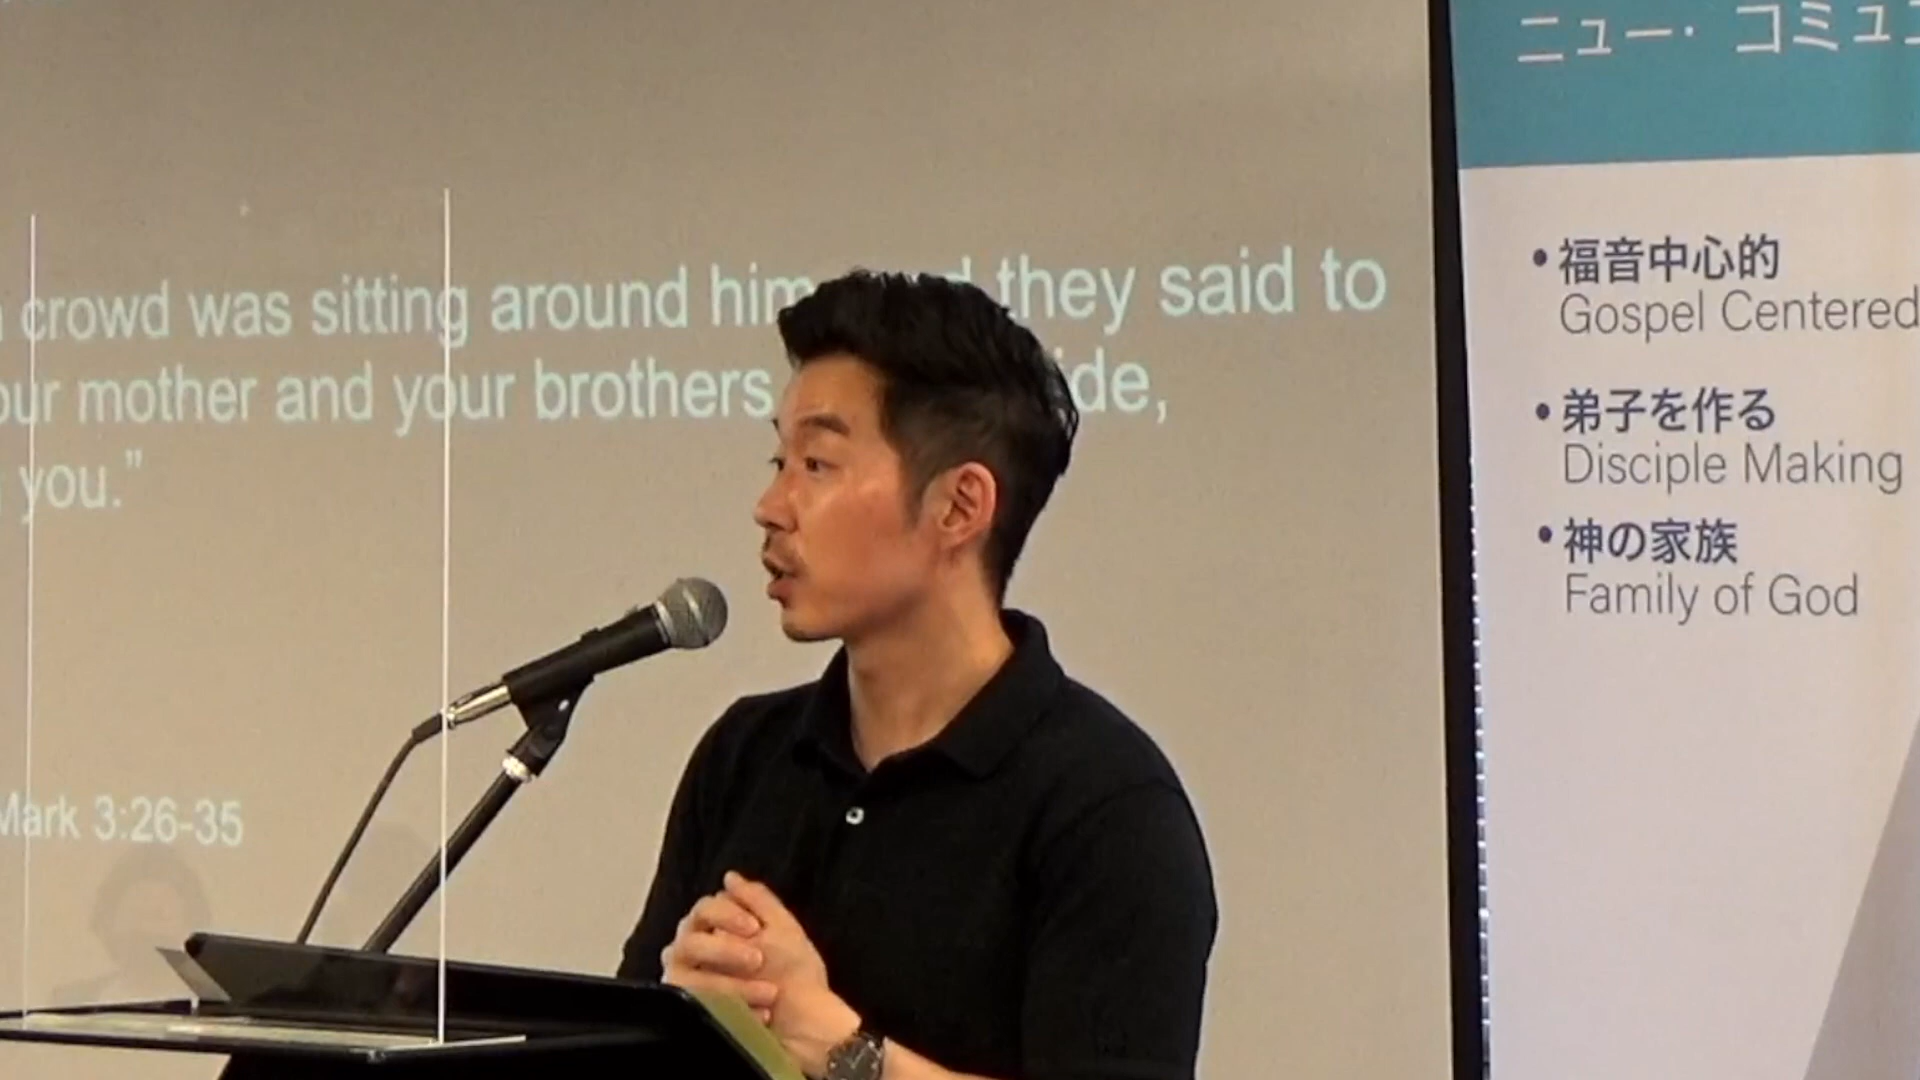 crowd was sitting around him they said to
our mother and your brothers
you.”
Mark 3:26-35
ニュー・コミュ
•福音中心的
Gospel Centered
•弟子を作る
Disciple Making
•神の家族
Family of God